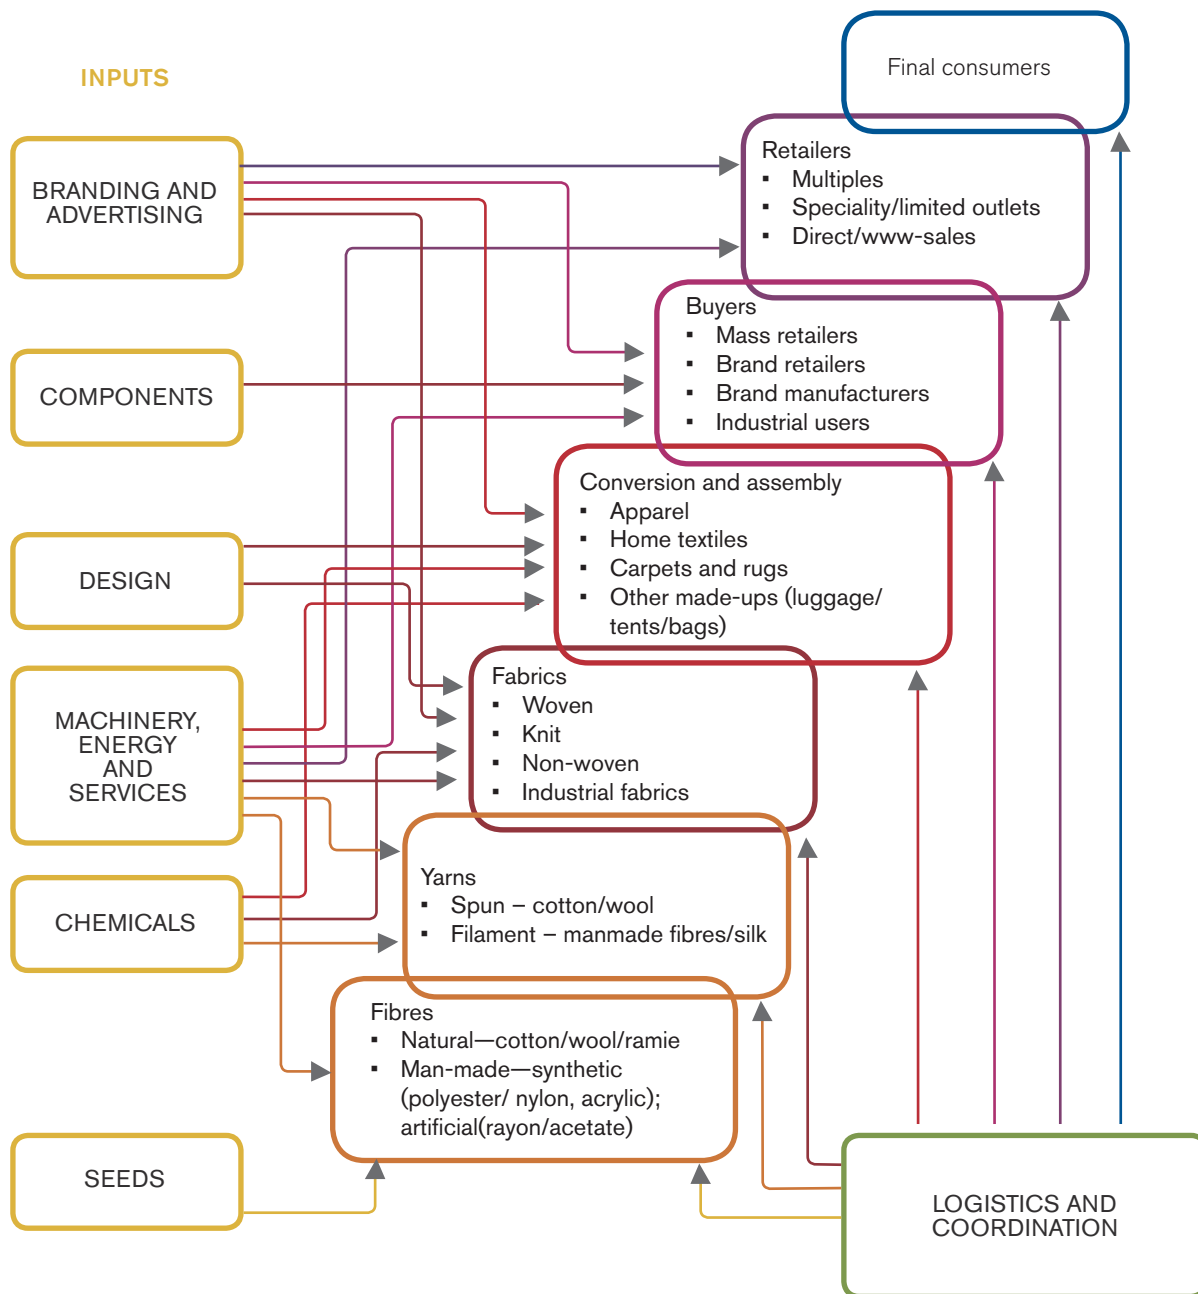 INPUTS
Final consumers
BRANDING AND
ADVERTISING
Retailers
▪ Multiples
▪ Speciality/limited outlets
▪ Direct/www-sales
Buyers
▪ Mass retailers
▪ Brand retailers
▪ Brand manufacturers
▪ Industrial users
COMPONENTS
Conversion and assembly
▪ Apparel
▪ Home textiles
▪ Carpets and rugs
▪ Other made-ups (luggage/
tents/bags)
DESIGN
Fabrics
▪ Woven
▪ Knit
▪ Non-woven
▪ Industrial fabrics
MACHINERY,
ENERGY
AND
SERVICES
Yarns
▪ Spun – cotton/wool
▪ Filament – manmade fibres/silk
CHEMICALS
Fibres
▪ Natural—cotton/wool/ramie
▪ Man-made—synthetic
(polyester/ nylon, acrylic);
artificial(rayon/acetate)
SEEDS
LOGISTICS AND
COORDINATION